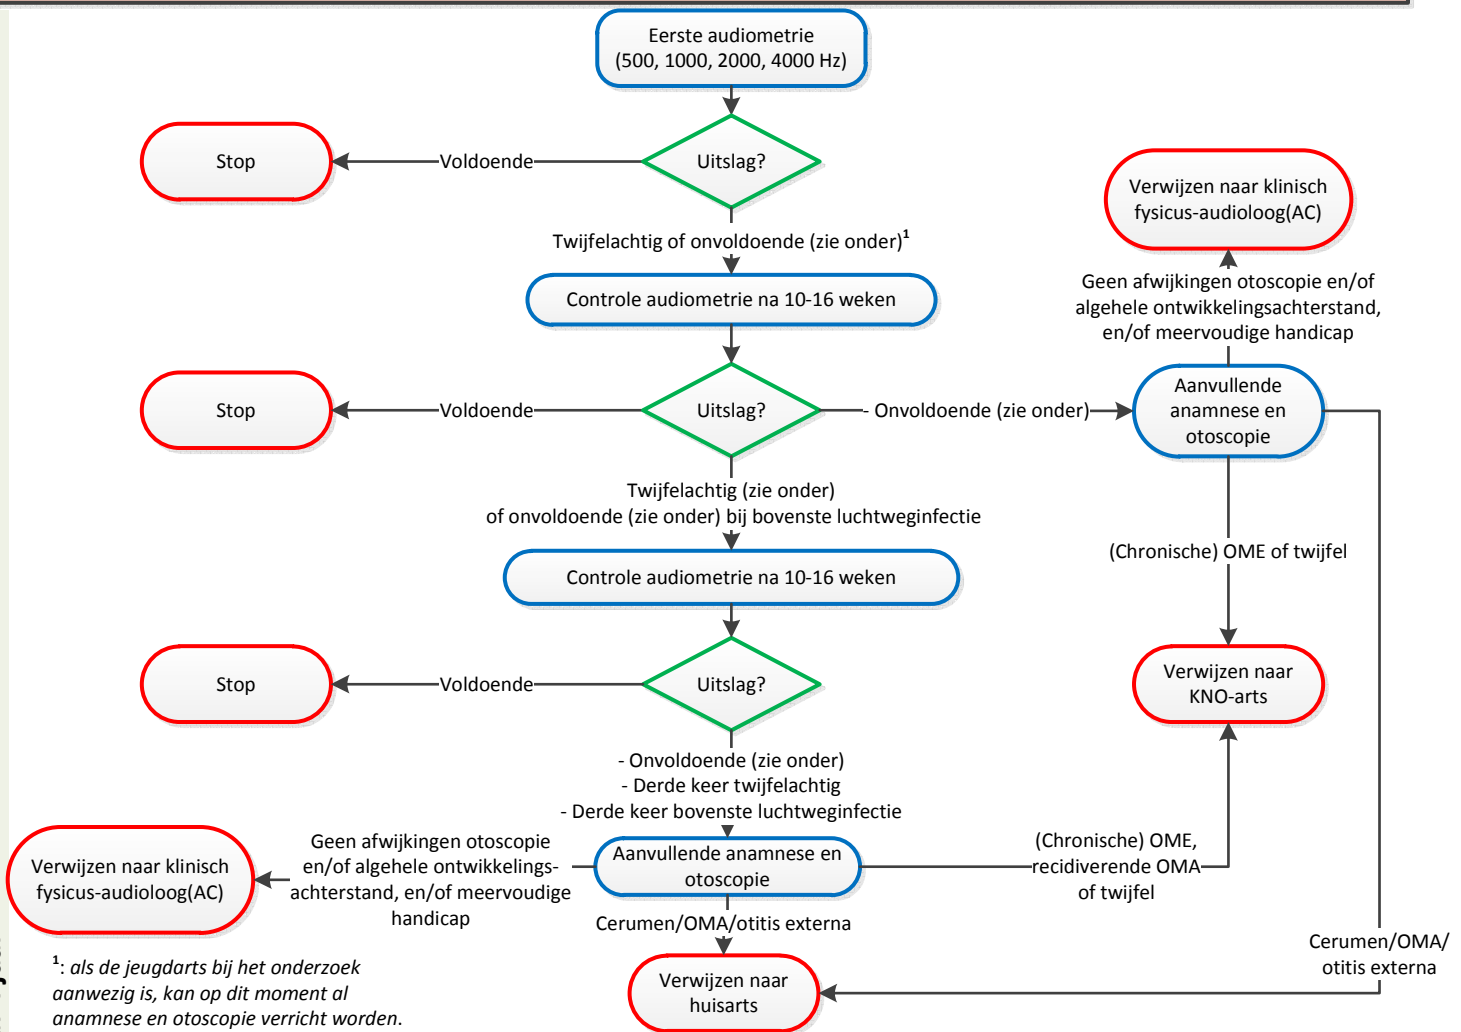 Eerste audiometrie
(500, 1000, 2000, 4000 Hz)
Stop
Voldoende
Uitslag?
Verwijzen naar klinisch
fysicus-audioloog(AC)
Twijfelachtig of onvoldoende (zie onder)¹
Controle audiometrie na 10-16 weken
Geen afwijkingen otoscopie en/of
algehele ontwikkelingsachterstand,
en/of meervoudige handicap
Stop
Voldoende
Uitslag?
- Onvoldoende (zie onder)
Aanvullende
anamnese en
otoscopie
Twijfelachtig (zie onder)
of onvoldoende (zie onder) bij bovenste luchtweginfectie
(Chronische) OME of twijfel
Controle audiometrie na 10-16 weken
Stop
Voldoende
Uitslag?
Verwijzen naar
KNO-arts
- Onvoldoende (zie onder)
- Derde keer twijfelachtig
- Derde keer bovenste luchtweginfectie
Verwijzen naar klinisch
fysicus-audioloog(AC)
Geen afwijkingen otoscopie
en/of algehele ontwikkelings-
achterstand, en/of meervoudige
handicap
Aanvullende anamnese en
otoscopie
(Chronische) OME,
recidiverende OMA
of twijfel
Cerumen/OMA/otitis externa
Cerumen/OMA/
otitis externa
Verwijzen naar
huisarts
¹: als de jeugdarts bij het onderzoek
aanwezig is, kan op dit moment al
anamnese en otoscopie verricht worden.